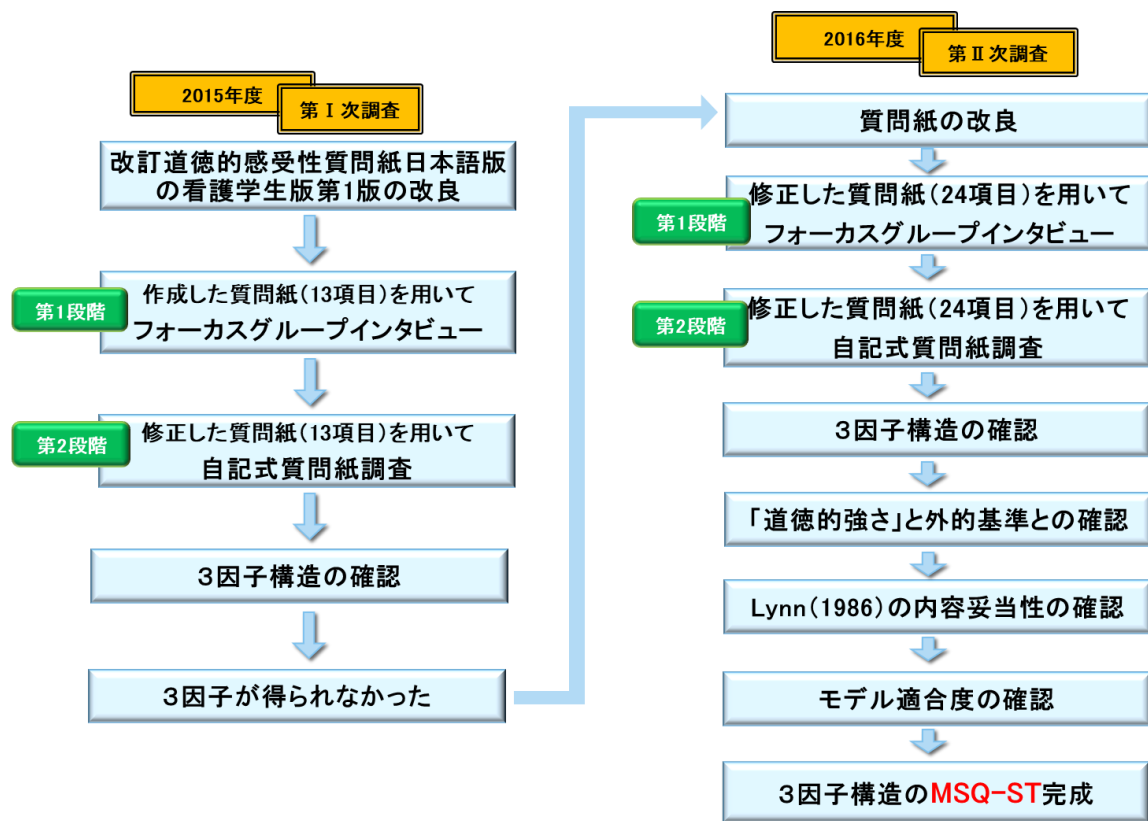 2015年度
第Ⅰ次調査
改訂道徳的感受性質問紙日本語版
の看護学生版第1版の改良
第1段階
作成した質問紙(13項目)を用いて
フォーカスグループインタビュー
第2段階
修正した質問紙(13項目)を用いて
自記式質問紙調査
3因子構造の確認
3因子が得られなかった
2016年度
第Ⅱ次調査
質問紙の改良
第1段階
修正した質問紙(24項目)を用いて
フォーカスグループインタビュー
第2段階
修正した質問紙(24項目)を用いて
自記式質問紙調査
3因子構造の確認
「道徳的強さ」と外的基準との確認
Lynn(1986)の内容妥当性の確認
モデル適合度の確認
3因子構造のMSQ-ST完成